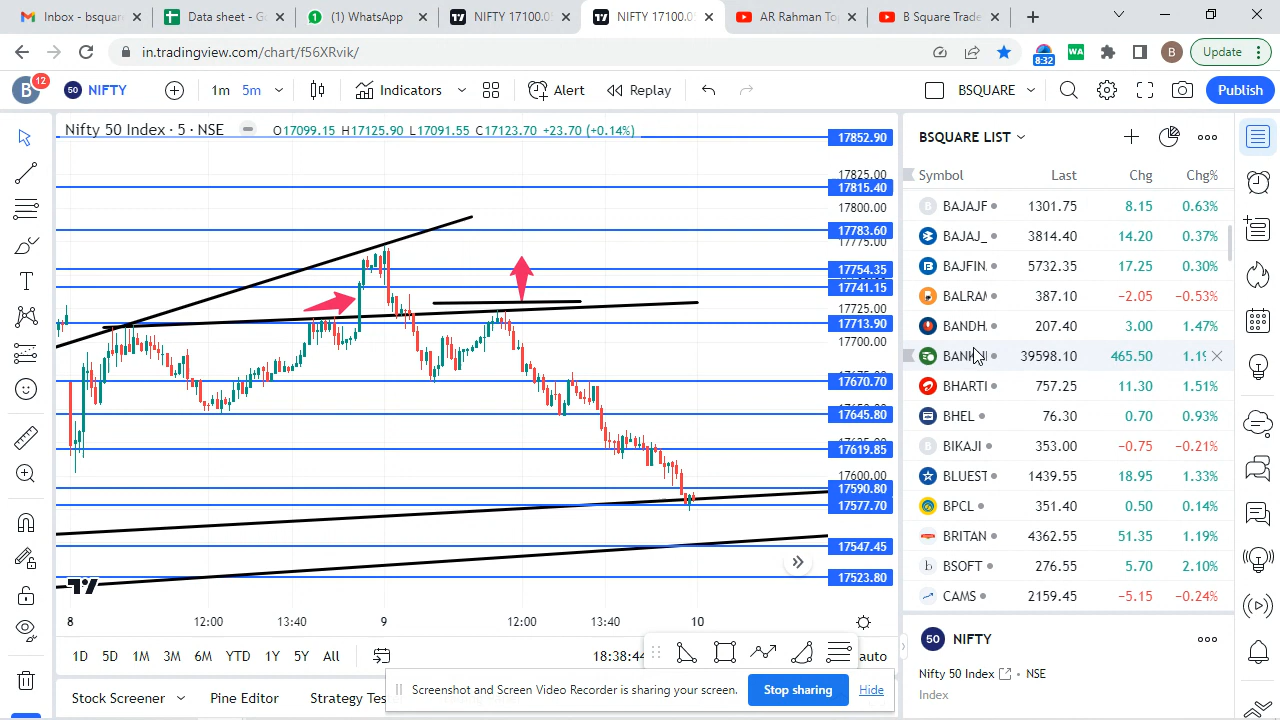 Inbox - bsquar
Data sheet - G
(1) WhatsApp
NIFTY 17100.0
NIFTY 17100.0
AR Rahman To
B Square Trade
in.tradingview.com/chart/f56XRvik/
8:32
WA
B
Update
B
12
50 NIFTY
1m 5m
Indicators
Alert
Replay
BSQUARE
Publish
Nifty 50 Index · 5 · NSE
O17099.15 H17125.90 L17091.55 C17123.70 +23.70 (+0.14%)
17852.90
17825.00
17815.40
17800.00
17783.60
17775.00
17754.35
17741.15
17725.00
17713.90
17700.00
17670.70
17645.80
17619.85
17600.00
17590.80
17577.70
17547.45
17523.80
8 12:00 13:40 9 12:00 13:40 10
1D 5D 1M 3M 6M YTD 1Y 5Y All
18:38:44
auto
Stock Screener
Pine Editor
Strategy Tes
Screenshot and Screen Video Recorder is sharing your screen.
Stop sharing
Hide
BSQUARE LIST
Symbol Last Chg Chg%
BAJAJF 1301.75 8.15 0.63%
BAJAJ_ 3814.40 14.20 0.37%
BAJFIN 5732.35 17.25 0.30%
BALRAM 387.10 −2.05 −0.53%
BANDH 207.40 3.00 1.47%
39598.10 465.50 1.19
BHARTI 757.25 11.30 1.51%
BHEL 76.30 0.70 0.93%
BIKAJI 353.00 −0.75 −0.21%
BLUEST 1439.55 18.95 1.33%
BPCL 351.40 0.50 0.14%
BRITAN 4362.55 51.35 1.19%
BSOFT 276.55 5.70 2.10%
CAMS 2159.45 −5.15 −0.24%
50 NIFTY
Nifty 50 Index · NSE
Index